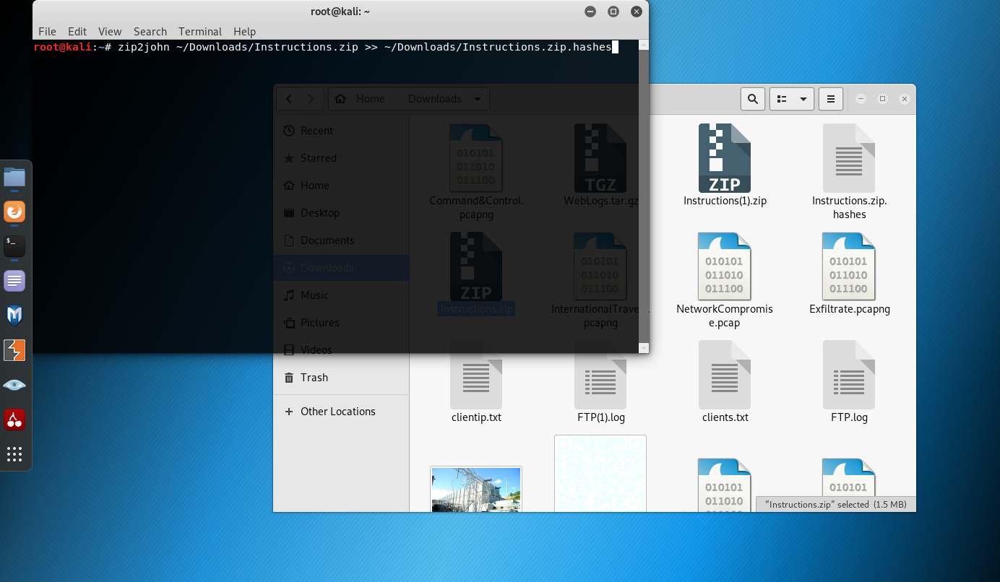 root@kali: ~
File Edit View Search Terminal Help
root@kali:~# zip2john ~/Downloads/Instructions.zip >> ~/Downloads/Instructions.zip.hashes
Home Downloads
Recent
Starred
Home
Desktop
Documents
Downloads
Music
Pictures
Videos
Trash
Other Locations
010101
011010
011100
Command&Control.
pcapng
TGZ
WebLogs.tar.gz
ZIP
Instructions(1).zip
Instructions.zip.
hashes
ZIP
Instructions.zip
010101
011010
011100
InternationalTrave
pcapng
010101
011010
011100
NetworkCompromis
e.pcap
010101
011010
011100
Exfiltrate.pcapng
clientip.txt
FTP(1).log
clients.txt
FTP.log
010101
011010
010101
"Instructions.zip" selected (1.5 MB)
$_